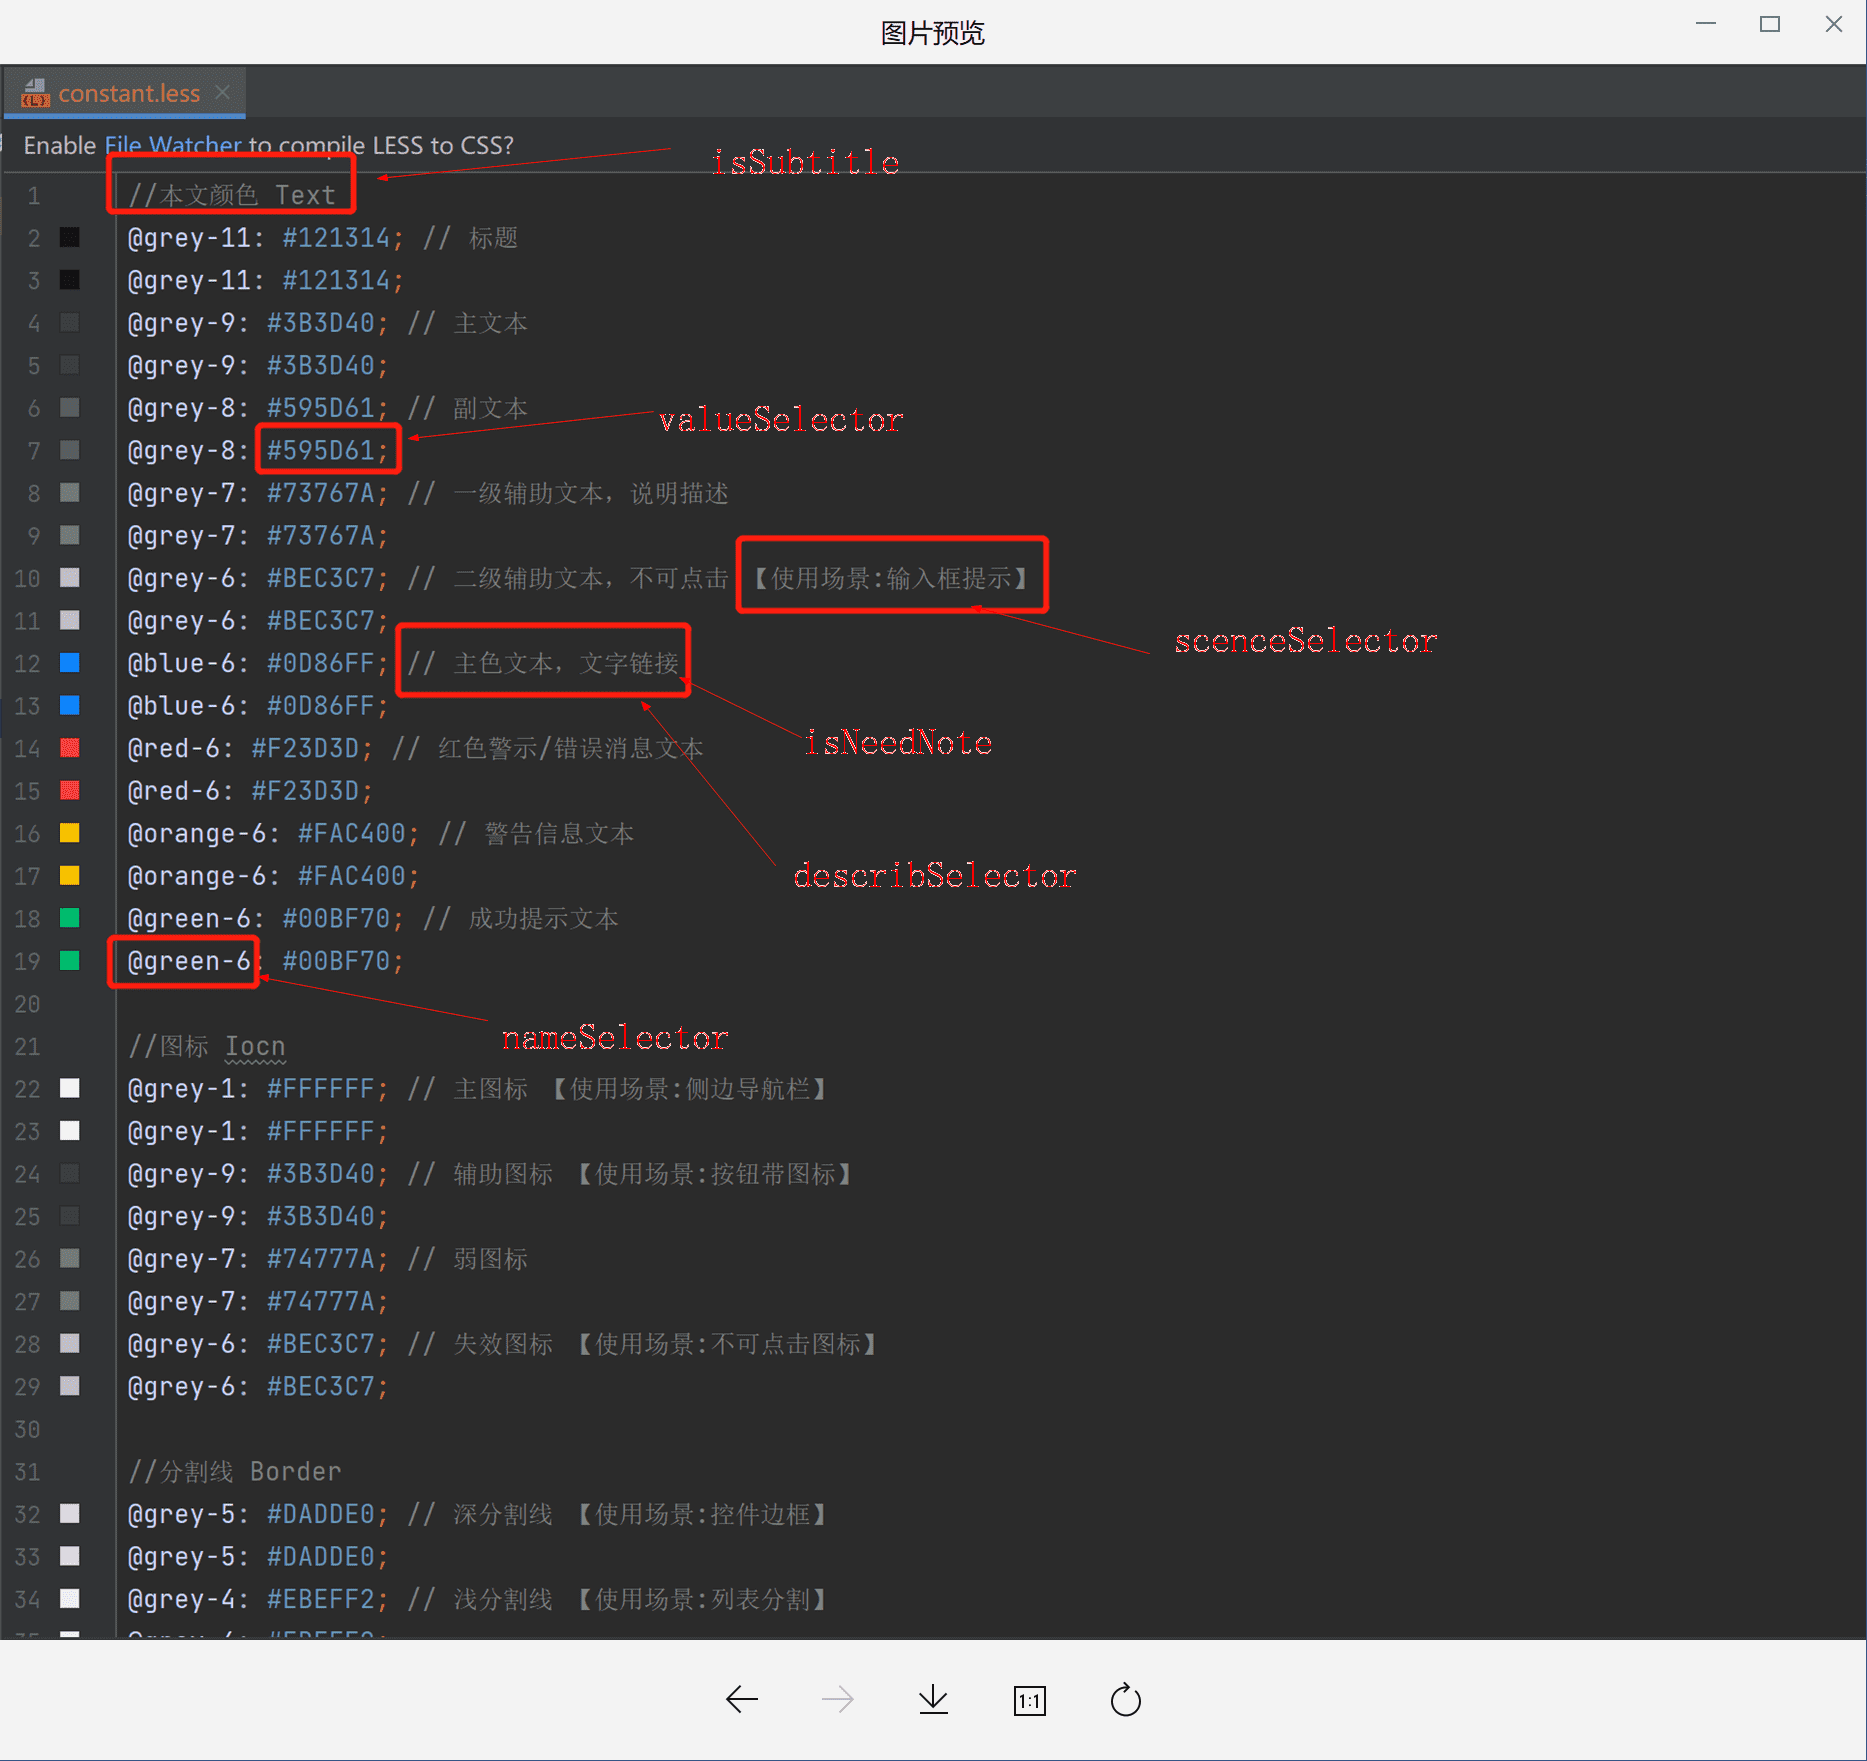 图片预览
constant.less
Enable File Watcher to compile LESS to CSS?
isSubtitle
1 //本文颜色 Text
2 @grey-11: #121314; // 标题
3 @grey-11: #121314;
4 @grey-9: #3B3D40; // 主文本
5 @grey-9: #3B3D40;
6 @grey-8: #595D61; // 副文本
valueSelector
7 @grey-8: #595D61;
8 @grey-7: #73767A; // 一级辅助文本，说明描述
9 @grey-7: #73767A;
10 @grey-6: #BEC3C7; // 二级辅助文本，不可点击 【使用场景:输入框提示】
11 @grey-6: #BEC3C7;
scenceSelector
12 @blue-6: #0D86FF; // 主色文本，文字链接
13 @blue-6: #0D86FF;
isNeedNote
14 @red-6: #F23D3D; // 红色警示/错误消息文本
15 @red-6: #F23D3D;
16 @orange-6: #FAC400; // 警告信息文本
17 @orange-6: #FAC400;
describSelector
18 @green-6: #00BF70; // 成功提示文本
19 @green-6: #00BF70;
20
nameSelector
21 //图标 Iocn
22 @grey-1: #FFFFFF; // 主图标 【使用场景:侧边导航栏】
23 @grey-1: #FFFFFF;
24 @grey-9: #3B3D40; // 辅助图标 【使用场景:按钮带图标】
25 @grey-9: #3B3D40;
26 @grey-7: #74777A; // 弱图标
27 @grey-7: #74777A;
28 @grey-6: #BEC3C7; // 失效图标 【使用场景:不可点击图标】
29 @grey-6: #BEC3C7;
30
31 //分割线 Border
32 @grey-5: #DADDE0; // 深分割线 【使用场景:控件边框】
33 @grey-5: #DADDE0;
34 @grey-4: #EBEFF2; // 浅分割线 【使用场景:列表分割】
1:1